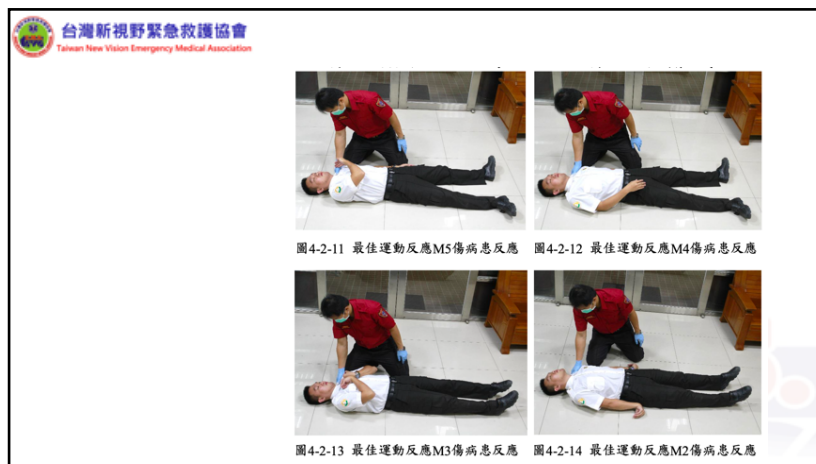 台灣新視野緊急救護協會
Taiwan New Vision Emergency Medical Association
圖4-2-11 最佳運動反應M5傷病患反應
圖4-2-12 最佳運動反應M4傷病患反應
圖4-2-13 最佳運動反應M3傷病患反應
圖4-2-14 最佳運動反應M2傷病患反應